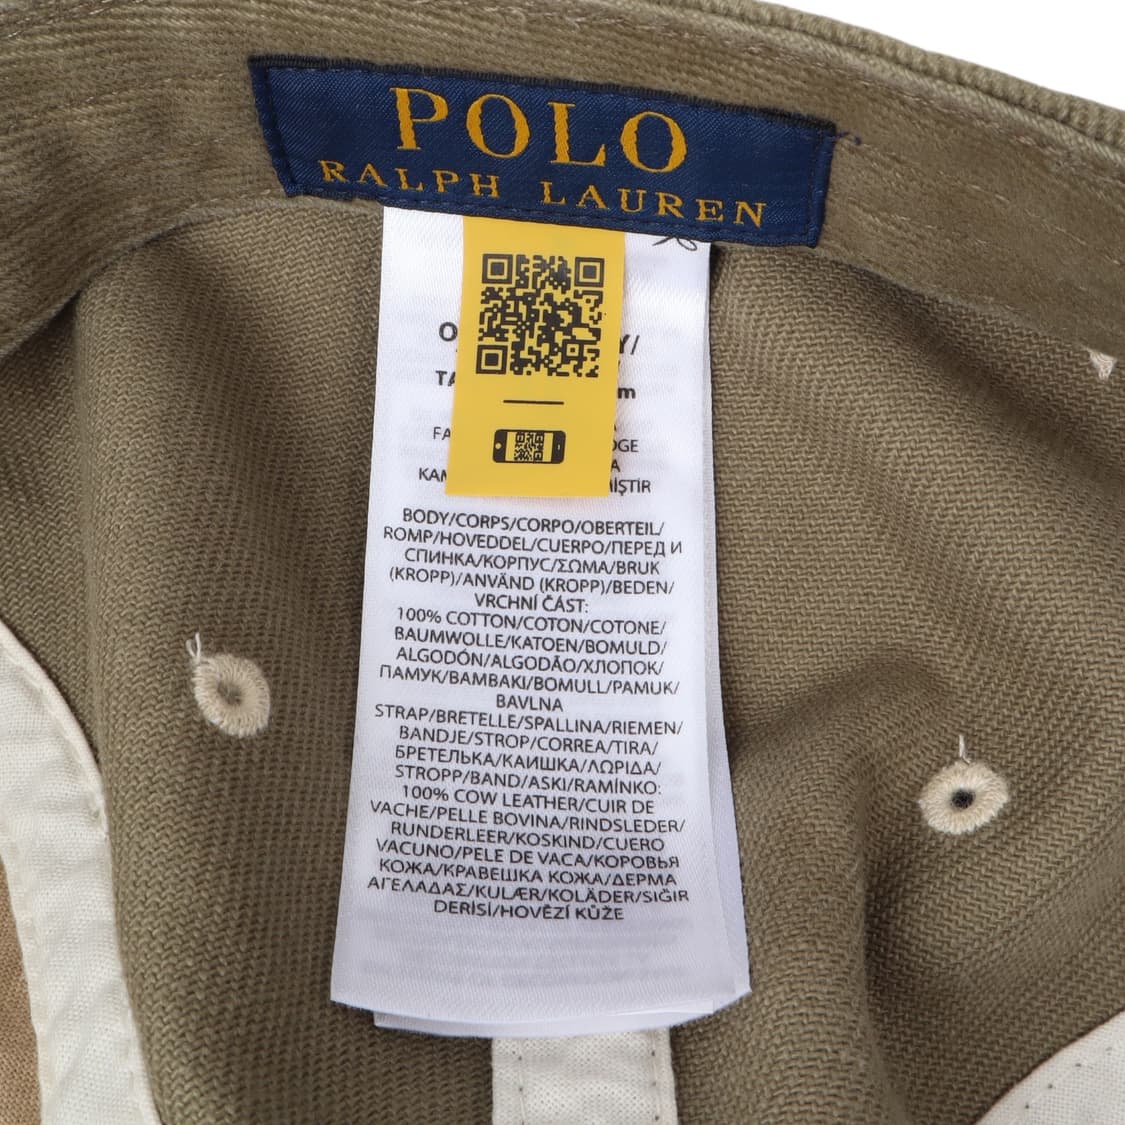 POLO
RALPH LAUREN
BODY/CORPS/CORPO/OBERTEIL/
ROMP/HOVEDDEL/CUERPO/ПЕРЕД И
СПИНКА/КОРПУС/ΣΩΜΑ/BRUK
(KROPP)/ANVÄND (KROPP)/BEDEN/
VRCHNÍ ČÁST:
100% COTTON/COTON/COTONE/
BAUMWOLLE/KATOEN/BOMULD/
ALGODÓN/ALGODÃO/ХЛОПОК/
ПАМУК/BAMBAKI/BOMULL/PAMUK/
BAVLNA
STRAP/BRETELLE/SPALLINA/RIEMEN/
BANDJE/STROP/CORREA/TIRA/
БРЕТЕЛЬКА/КАИШКА/ΛΩΡΙΔΑ/
STROPP/BAND/ASKI/RAMÍNKO:
100% COW LEATHER/CUIR DE
VACHE/PELLE BOVINA/RINDSLEDER/
RUNDERLEER/KOSKIND/CUERO
VACUNO/PELE DE VACA/КОРОВЬЯ
КОЖА/КРАВЕШКА КОЖА/ΔΕΡΜΑ
ΑΓΕΛΑΔΑΣ/KULÆR/KOLÄDER/SIĞIR
DERİSİ/HOVĚZÍ KŮŽE